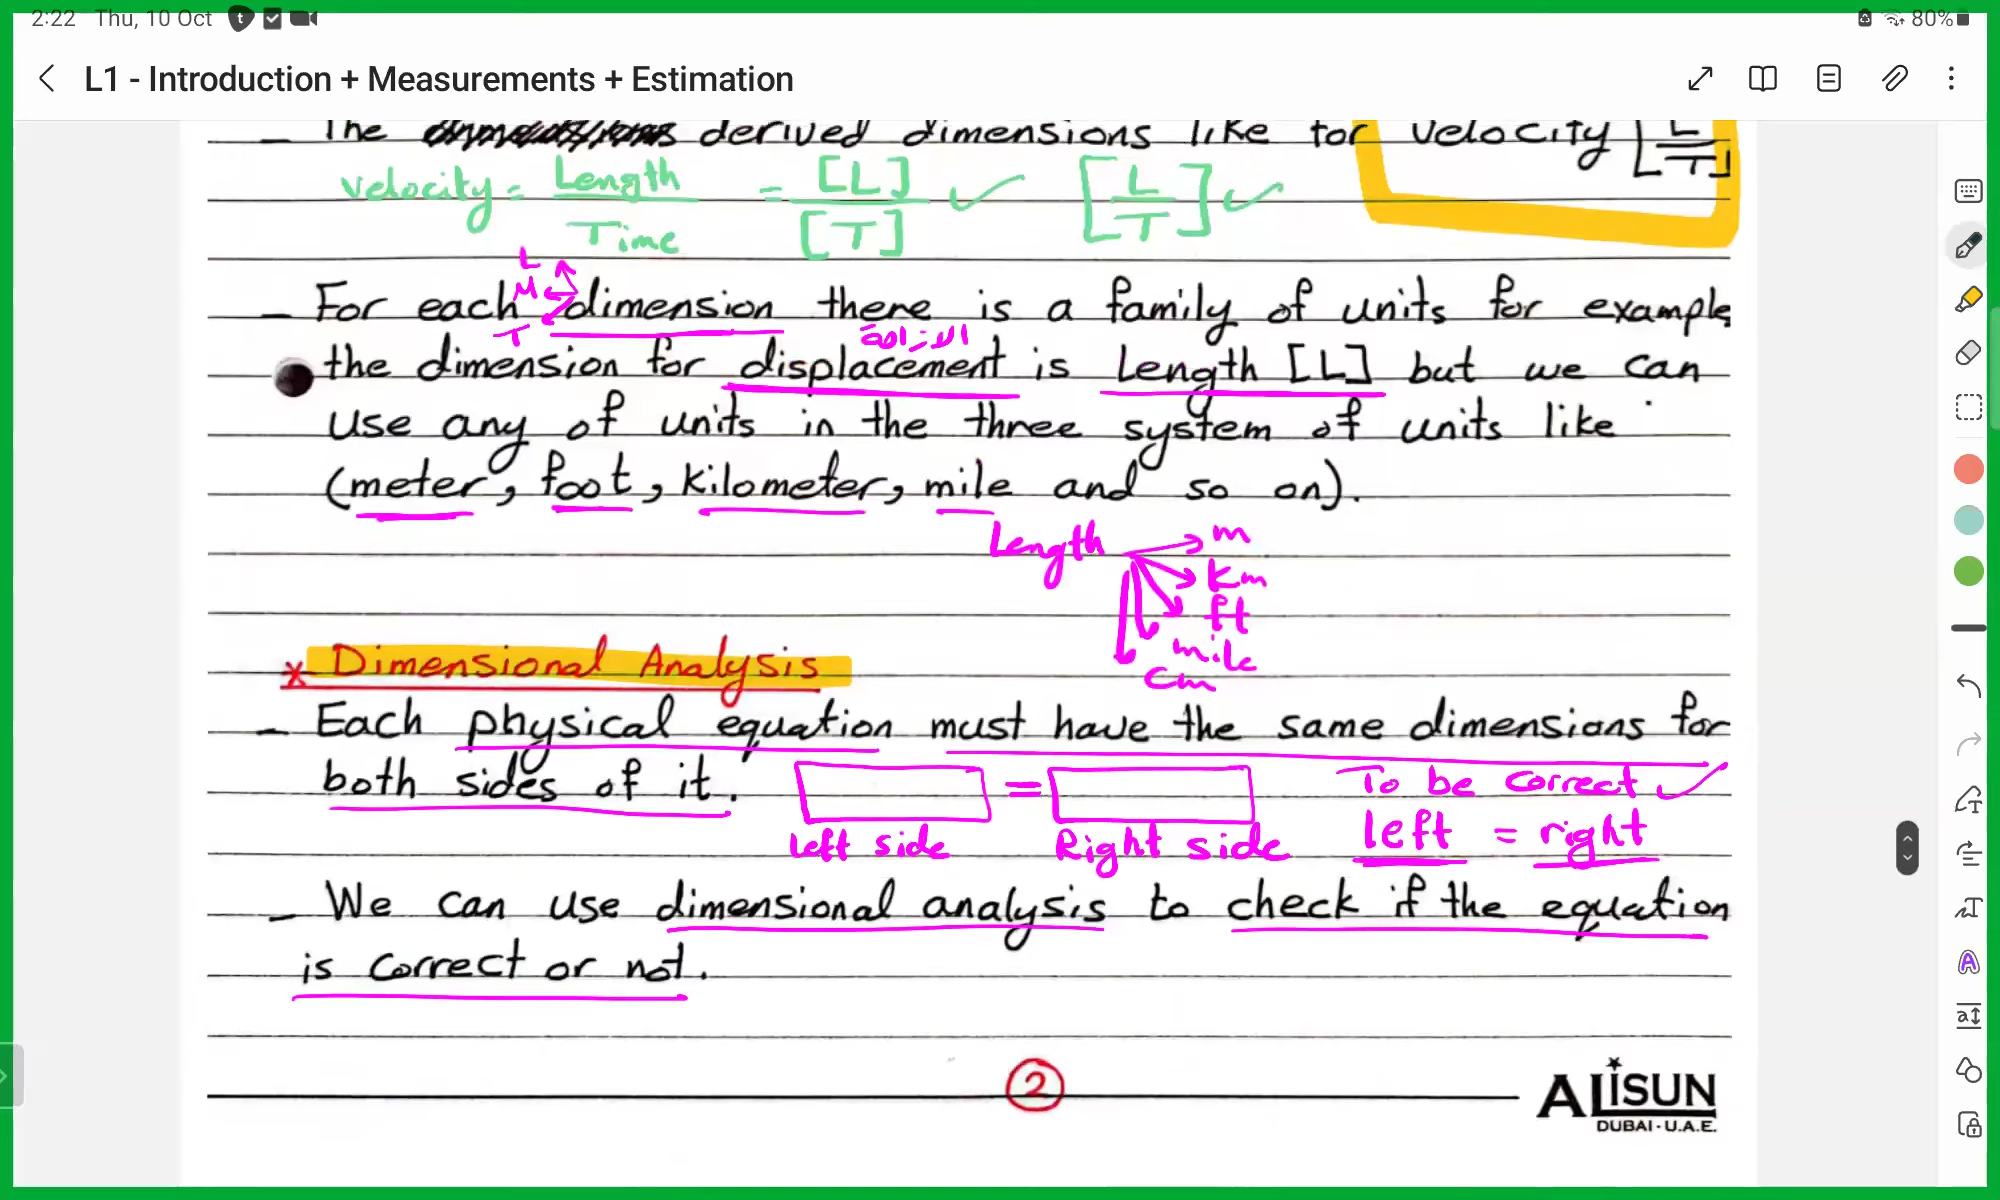 2:22 Thu, 10 Oct
80%
L1 - Introduction + Measurements + Estimation
- The derived dimensions like for velocity [L/T]
velocity = Length/Time = [L]/[T] ✓ [L/T] ✓
L
M
T
- For each dimension there is a family of units for example
the dimension for displacement is Length [L] but we can
use any of units in the three system of units like
(meter, foot, kilometer, mile and so on).
Length
m
km
ft
mile
cm
* Dimensional Analysis
- Each physical equation must have the same dimensions for
both sides of it.
=
To be correct ✓
Left side
Right side
left = right
- We can use dimensional analysis to check if the equation
is correct or not.
2
ALISUN
DUBAI - U.A.E.